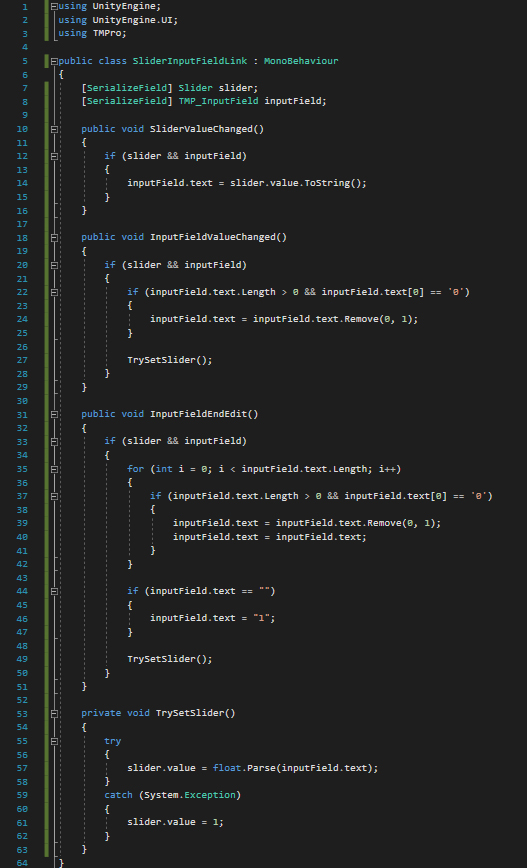 1 using UnityEngine;
2 using UnityEngine.UI;
3 using TMPro;
4
5 public class SliderInputFieldLink : MonoBehaviour
6 {
7 [SerializeField] Slider slider;
8 [SerializeField] TMP_InputField inputField;
9
10 public void SliderValueChanged()
11 {
12 if (slider && inputField)
13 {
14 inputField.text = slider.value.ToString();
15 }
16 }
17
18 public void InputFieldValueChanged()
19 {
20 if (slider && inputField)
21 {
22 if (inputField.text.Length > 0 && inputField.text[0] == '0')
23 {
24 inputField.text = inputField.text.Remove(0, 1);
25 }
26
27 TrySetSlider();
28 }
29 }
30
31 public void InputFieldEndEdit()
32 {
33 if (slider && inputField)
34 {
35 for (int i = 0; i < inputField.text.Length; i++)
36 {
37 if (inputField.text.Length > 0 && inputField.text[0] == '0')
38 {
39 inputField.text = inputField.text.Remove(0, 1);
40 inputField.text = inputField.text;
41 }
42 }
43
44 if (inputField.text == "")
45 {
46 inputField.text = "1";
47 }
48
49 TrySetSlider();
50 }
51 }
52
53 private void TrySetSlider()
54 {
55 try
56 {
57 slider.value = float.Parse(inputField.text);
58 }
59 catch (System.Exception)
60 {
61 slider.value = 1;
62 }
63 }
64 }